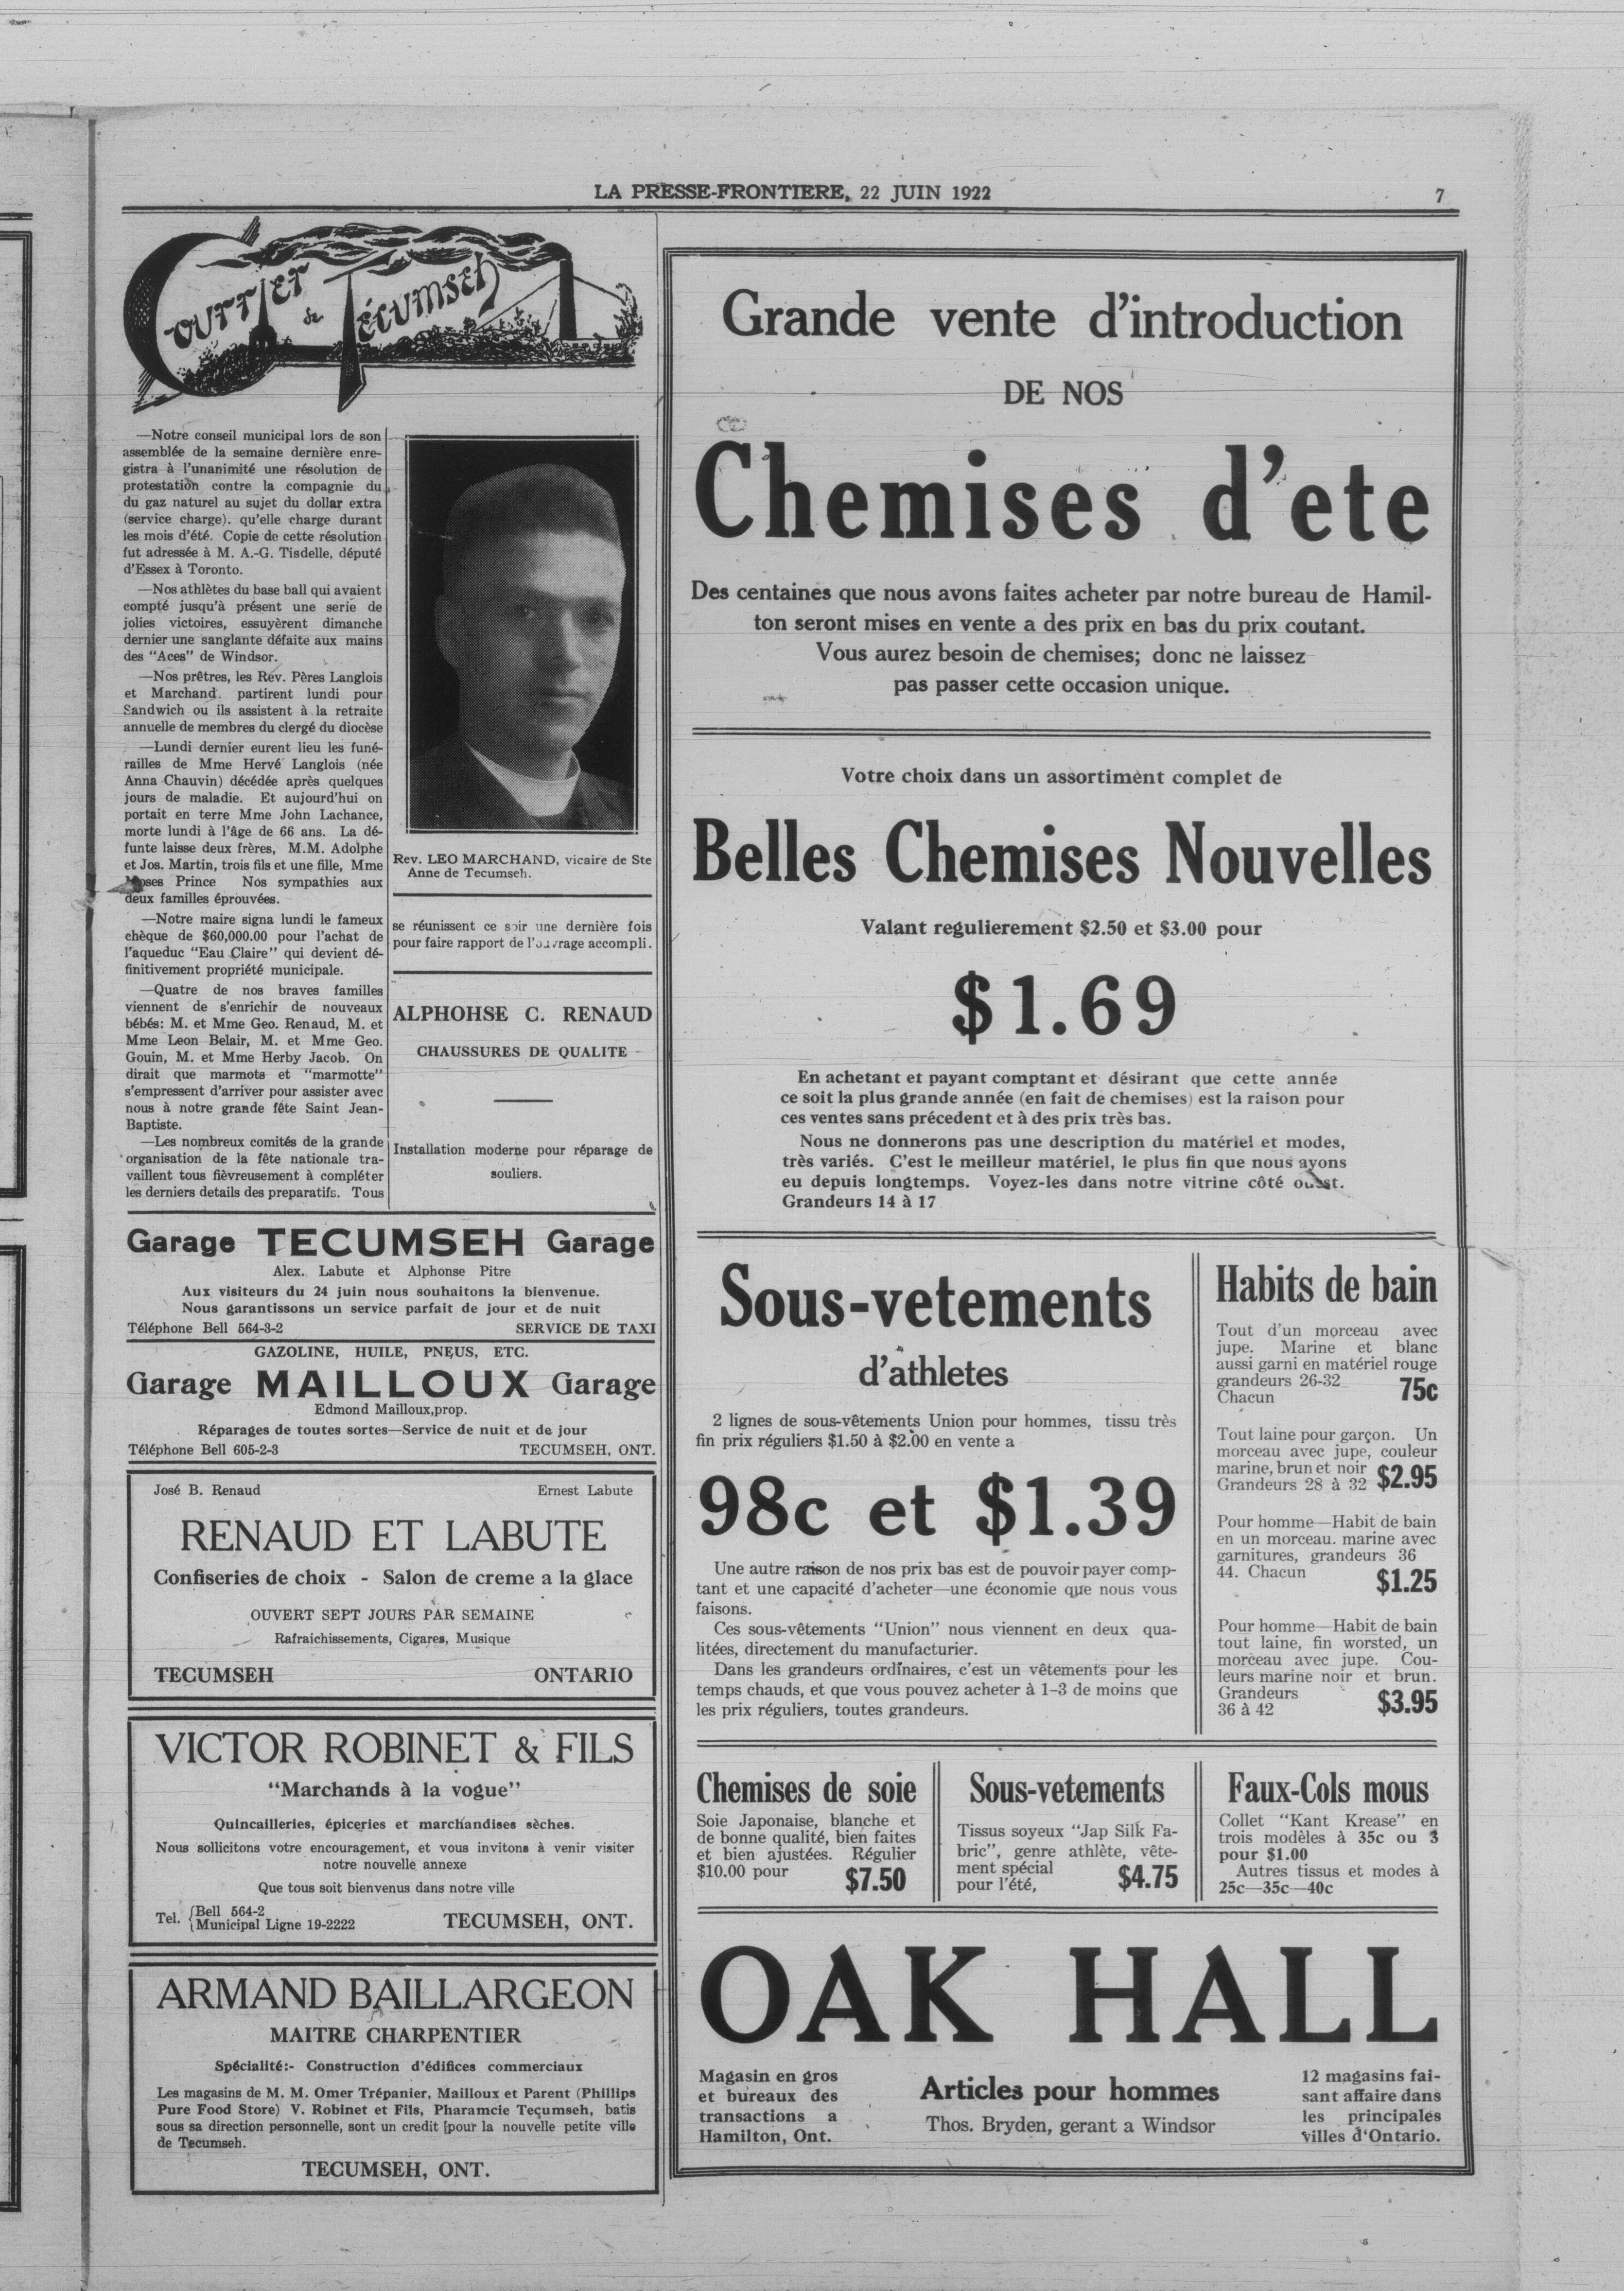 LA PRESSE-FRONTIERE, 22 JUIN 1922
7
Courrier de Técumseh
—Notre conseil municipal lors de son
assemblée de la semaine dernière enre-
gistra à l'unanimité une résolution de
protestation contre la compagnie du
du gaz naturel au sujet du dollar extra
(service charge). qu'elle charge durant
les mois d'été. Copie de cette résolution
fut adressée à M. A.-G. Tisdelle, député
d'Essex à Toronto.
—Nos athlètes du base ball qui avaient
compté jusqu'à présent une serie de
jolies victoires, essuyèrent dimanche
dernier une sanglante défaite aux mains
des "Aces" de Windsor.
—Nos prêtres, les Rév. Pères Langlois
et Marchand. partirent lundi pour
Sandwich ou ils assistent à la retraite
annuelle de membres du clergé du diocèse
—Lundi dernier eurent lieu les funé-
railles de Mme Hervé Langlois (née
Anna Chauvin) décédée après quelques
jours de maladie. Et aujourd'hui on
portait en terre Mme John Lachance,
morte lundi à l'âge de 66 ans. La dé-
funte laisse deux frères, M.M. Adolphe
et Jos. Martin, trois fils et une fille, Mme
Moses Prince Nos sympathies aux
deux familles éprouvées.
—Notre maire signa lundi le fameux
chèque de $60,000.00 pour l'achat de
l'aqueduc "Eau Claire" qui devient dé-
finitivement propriété municipale.
—Quatre de nos braves familles
viennent de s'enrichir de nouveaux
bébés: M. et Mme Geo. Renaud, M. et
Mme Leon Belair, M. et Mme Geo.
Gouin, M. et Mme Herby Jacob. On
dirait que marmots et "marmotte"
s'empressent d'arriver pour assister avec
nous à notre grande fête Saint Jean-
Baptiste.
—Les nombreux comités de la grande
organisation de la fête nationale tra-
vaillent tous fièvreusement à compléter
les derniers details des preparatifs. Tous
Rev. LEO MARCHAND, vicaire de Ste
Anne de Tecumseh.
se réunissent ce soir une dernière fois
pour faire rapport de l'ouvrage accompli.
ALPHOHSE C. RENAUD
CHAUSSURES DE QUALITE
Installation moderne pour réparage de
souliers.
Garage TECUMSEH Garage
Alex. Labute et Alphonse Pitre
Aux visiteurs du 24 juin nous souhaitons la bienvenue.
Nous garantissons un service parfait de jour et de nuit
Téléphone Bell 564-3-2 SERVICE DE TAXI
GAZOLINE, HUILE, PNEUS, ETC.
Garage MAILLOUX Garage
Edmond Mailloux,prop.
Réparages de toutes sortes—Service de nuit et de jour
Téléphone Bell 605-2-3 TECUMSEH, ONT.
José B. Renaud Ernest Labute
RENAUD ET LABUTE
Confiseries de choix - Salon de creme a la glace
OUVERT SEPT JOURS PAR SEMAINE
Rafraichissements, Cigares, Musique
TECUMSEH ONTARIO
VICTOR ROBINET & FILS
"Marchands à la vogue"
Quincailleries, épiceries et marchandises sèches.
Nous sollicitons votre encouragement, et vous invitons à venir visiter
notre nouvelle annexe
Que tous soit bienvenus dans notre ville
Tel. {Bell 564-2
{Municipal Ligne 19-2222 TECUMSEH, ONT.
ARMAND BAILLARGEON
MAITRE CHARPENTIER
Spécialité:- Construction d'édifices commerciaux
Les magasins de M. M. Omer Trépanier, Mailloux et Parent (Phillips
Pure Food Store) V. Robinet et Fils, Pharamcie Teçumseh, batis
sous sa direction personnelle, sont un credit [pour la nouvelle petite ville
de Tecumseh.
TECUMSEH, ONT.
Grande vente d'introduction
DE NOS
Chemises d'ete
Des centaines que nous avons faites acheter par notre bureau de Hamil-
ton seront mises en vente a des prix en bas du prix coutant.
Vous aurez besoin de chemises; donc ne laissez
pas passer cette occasion unique.
Votre choix dans un assortiment complet de
Belles Chemises Nouvelles
Valant regulierement $2.50 et $3.00 pour
$1.69
En achetant et payant comptant et désirant que cette année
ce soit la plus grande année (en fait de chemises) est la raison pour
ces ventes sans précedent et à des prix très bas.
Nous ne donnerons pas une description du matériel et modes,
très variés. C'est le meilleur matériel, le plus fin que nous ayons
eu depuis longtemps. Voyez-les dans notre vitrine côté ouest.
Grandeurs 14 à 17
Sous-vetements
d'athletes
2 lignes de sous-vêtements Union pour hommes, tissu très
fin prix réguliers $1.50 à $2.00 en vente a
98c et $1.39
Une autre raison de nos prix bas est de pouvoir payer comp-
tant et une capacité d'acheter—une économie que nous vous
faisons.
Ces sous-vêtements "Union" nous viennent en deux qua-
litées, directement du manufacturier.
Dans les grandeurs ordinaires, c'est un vêtements pour les
temps chauds, et que vous pouvez acheter à 1-3 de moins que
les prix réguliers, toutes grandeurs.
Habits de bain
Tout d'un morceau avec
jupe. Marine et blanc
aussi garni en matériel rouge
grandeurs 26-32
Chacun 75c
Tout laine pour garçon. Un
morceau avec jupe, couleur
marine, brun et noir
Grandeurs 28 à 32 $2.95
Pour homme—Habit de bain
en un morceau. marine avec
garnitures, grandeurs 36
44. Chacun $1.25
Pour homme—Habit de bain
tout laine, fin worsted, un
morceau avec jupe. Cou-
leurs marine noir et brun.
Grandeurs
36 à 42 $3.95
Chemises de soie
Soie Japonaise, blanche et
de bonne qualité, bien faites
et bien ajustées. Régulier
$10.00 pour $7.50
Sous-vetements
Tissus soyeux "Jap Silk Fa-
bric", genre athlète, vête-
ment spécial
pour l'été, $4.75
Faux-Cols mous
Collet "Kant Krease" en
trois modèles à 35c ou 3
pour $1.00
Autres tissus et modes à
25c—35c—40c
OAK HALL
Magasin en gros
et bureaux des
transactions a
Hamilton, Ont.
Articles pour hommes
Thos. Bryden, gerant a Windsor
12 magasins fai-
sant affaire dans
les principales
villes d'Ontario.